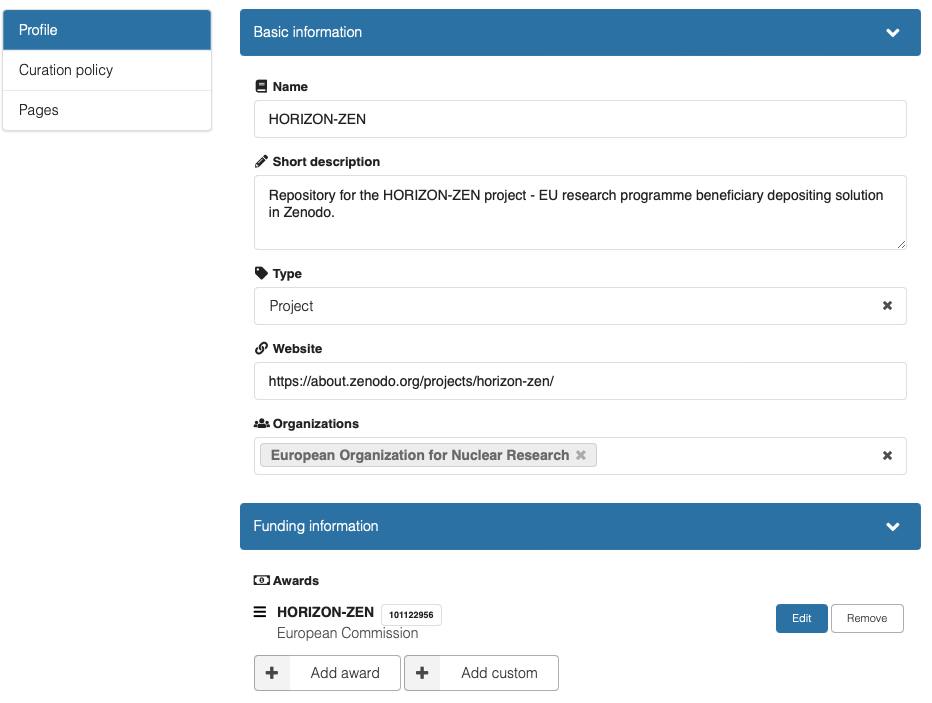 Profile
Curation policy
Pages
Basic information
Name
HORIZON-ZEN
Short description
Repository for the HORIZON-ZEN project - EU research programme beneficiary depositing solution
in Zenodo.
Type
Project
Website
https://about.zenodo.org/projects/horizon-zen/
Organizations
European Organization for Nuclear Research
Funding information
Awards
HORIZON-ZEN 101122956
European Commission
Edit
Remove
Add award
Add custom